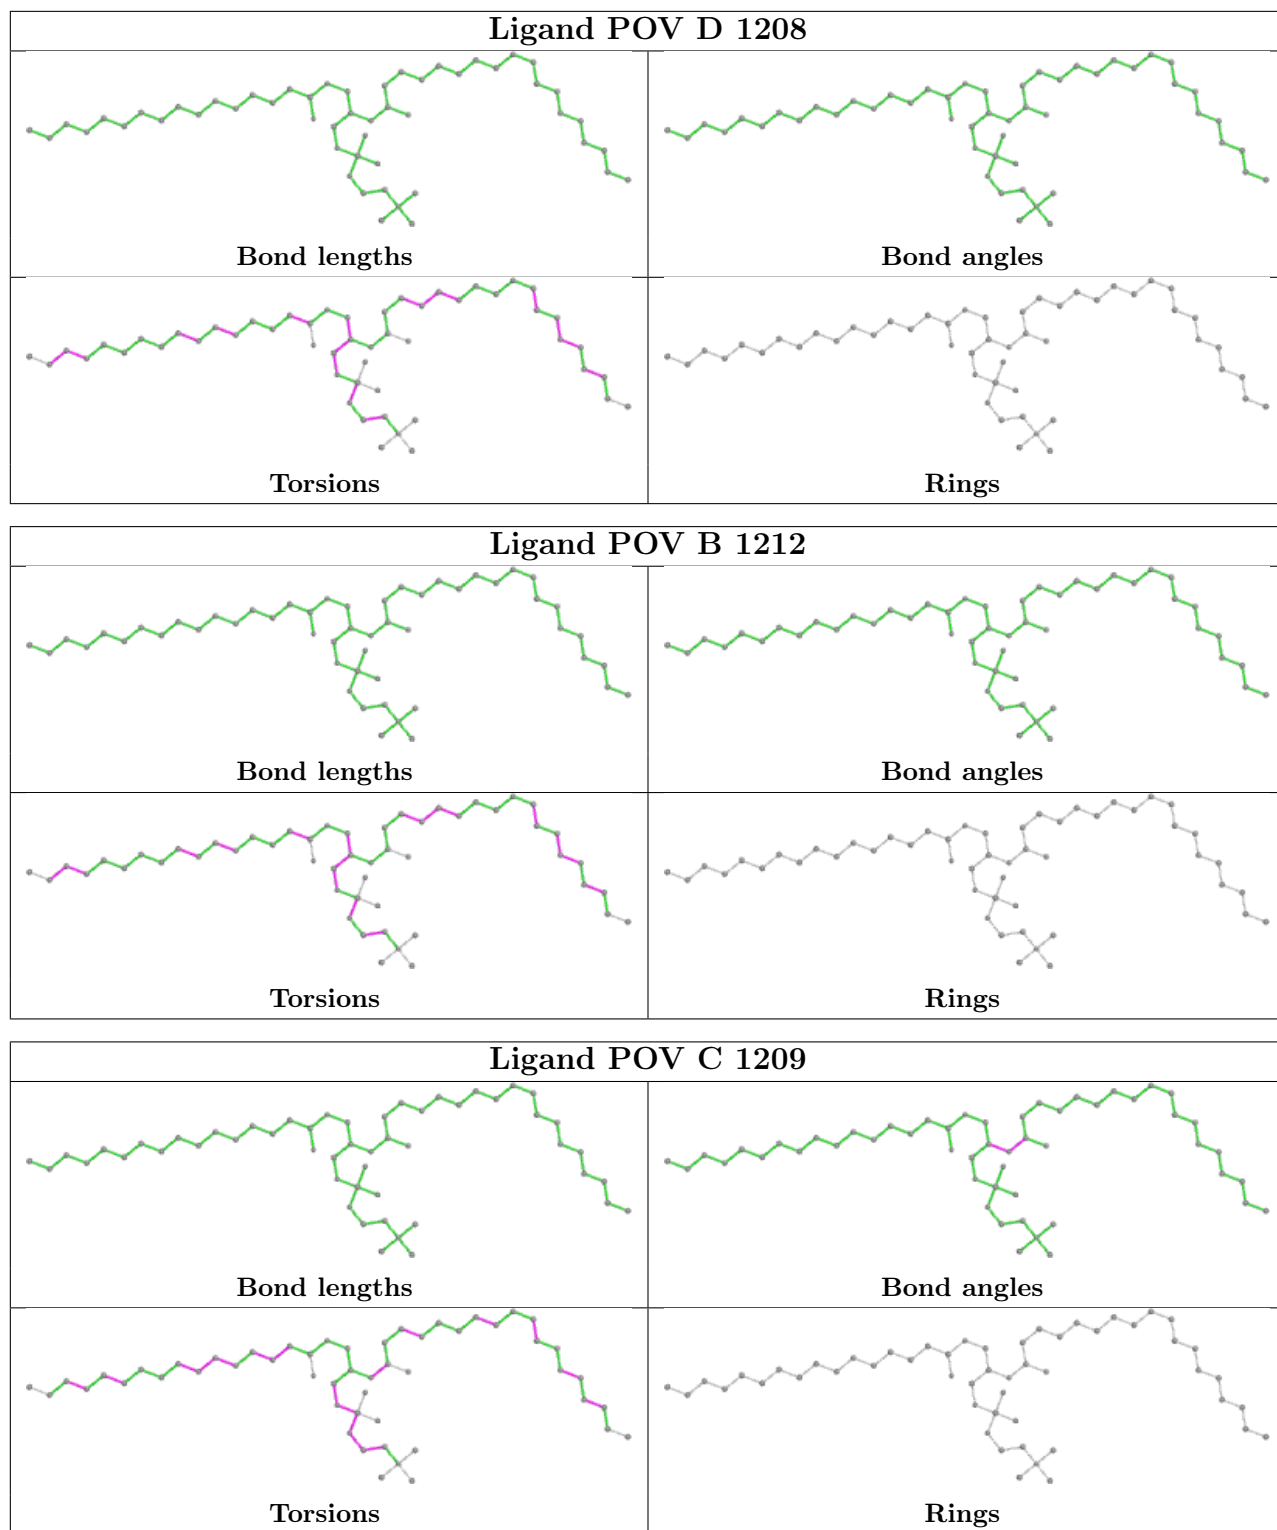 Ligand POV D 1208
Bond lengths
Bond angles
Torsions
Rings
Ligand POV B 1212
Bond lengths
Bond angles
Torsions
Rings
Ligand POV C 1209
Bond lengths
Bond angles
Torsions
Rings